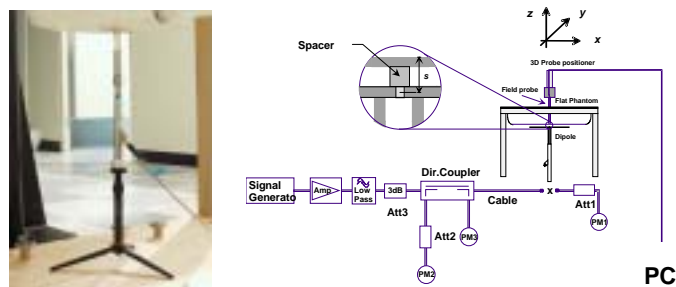 z
y
x
Spacer
s
3D Probe positioner
Field probe
Flat Phantom
Dipole
Signal
Generato
Amp
Low
Pass
3dB
Att3
Dir.Coupler
Cable
x
Att1
PM1
Att2
PM3
PM2
PC